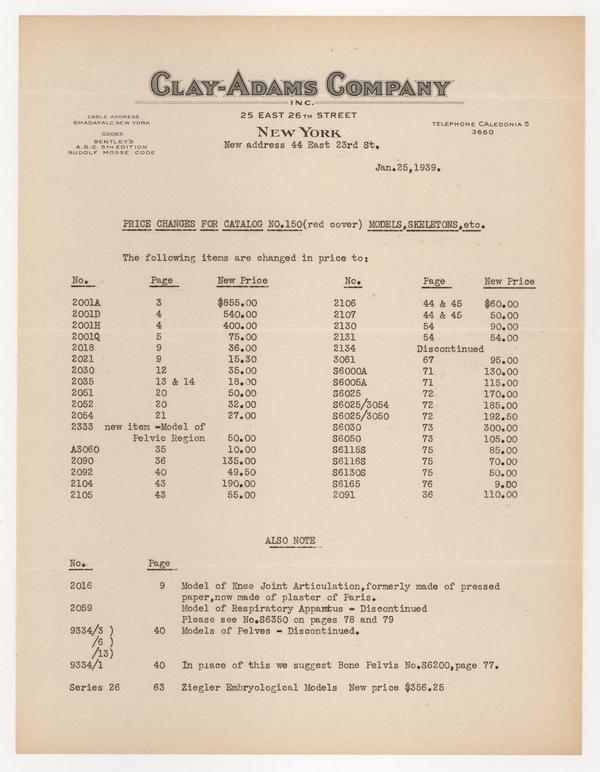 CLAY-ADAMS COMPANY
INC.
25 EAST 26TH STREET
NEW YORK
New address 44 East 23rd St.
CABLE ADDRESS
SMADAYALC, NEW YORK
CODES
BENTLEY'S
A.B.C. 5TH EDITION
RUDOLF MOSSE CODE
TELEPHONE CALEDONIA 5
3660
Jan.25,1939.
PRICE CHANGES FOR CATALOG NO.150(red cover) MODELS,SKELETONS,etc.
The following items are changed in price to:
No. Page New Price No. Page New Price
2001A 3 $855.00 2106 44 & 45 $60.00
2001D 4 540.00 2107 44 & 45 50.00
2001H 4 400.00 2130 54 90.00
2001Q 5 75.00 2131 54 54.00
2018 9 36.00 2134 Discontinued
2021 9 15.30 3061 67 95.00
2030 12 35.00 S6000A 71 130.00
2035 13 & 14 18.00 S6005A 71 115.00
2051 20 50.00 S6025 72 170.00
2052 20 32.00 S6025/3054 72 185.00
2054 21 27.00 S6025/3050 72 192.50
2333 new item -Model of S6030 73 300.00
Pelvic Region 50.00 S6050 73 105.00
A3060 35 10.00 S6115S 75 85.00
2090 36 135.00 S6116S 75 70.00
2092 40 49.50 S6130S 75 50.00
2104 43 190.00 S6165 76 9.00
2105 43 55.00 2091 36 110.00
ALSO NOTE
No. Page
2016 9 Model of Knee Joint Articulation,formerly made of pressed
paper,now made of plaster of Paris.
2059 Model of Respiratory Apparatus - Discontinued
Please see No.S6350 on pages 78 and 79
9334/3 ) 40 Models of Pelves - Discontinued.
/6 )
/13)
9334/1 40 In place of this we suggest Bone Pelvis No.S6200,page 77.
Series 26 63 Ziegler Embryological Models New price $356.25